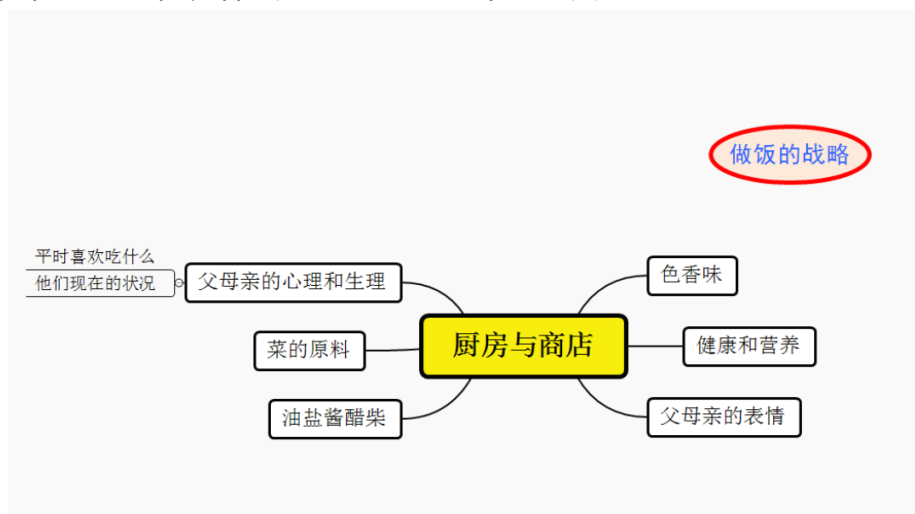 做饭的战略
平时喜欢吃什么
他们现在的状况
父母亲的心理和生理
菜的原料
油盐酱醋柴
厨房与商店
色香味
健康和营养
父母亲的表情